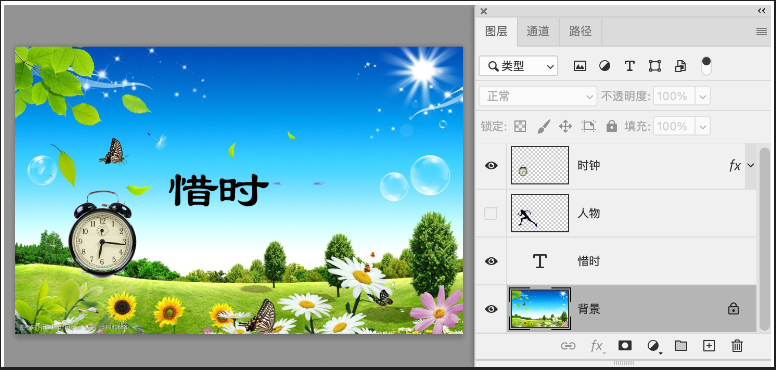 图层 通道 路径
类型
正常 不透明度: 100%
锁定: 填充: 100%
惜时
时钟 fx
人物
T 惜时
背景
fx